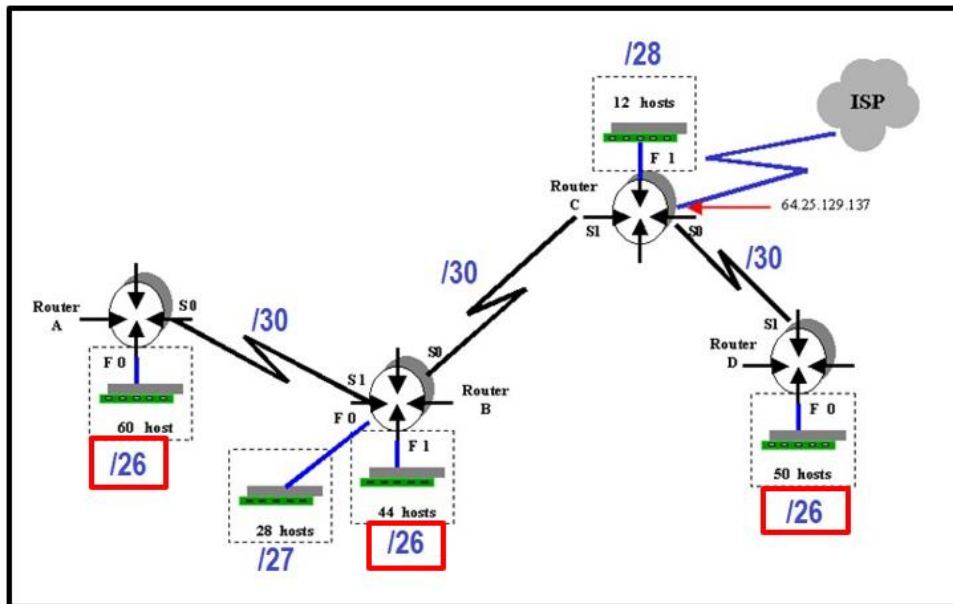 /28
12 hosts
ISP
F 1
Router
C
64.25.129.137
S1
S0
/30
/30
Router
A
S0
/30
S1
Router
D
F 0
S0
S1
Router
B
F 0
F 0
F 1
60 host
/26
50 hosts
/26
44 hosts
28 hosts
/26
/27